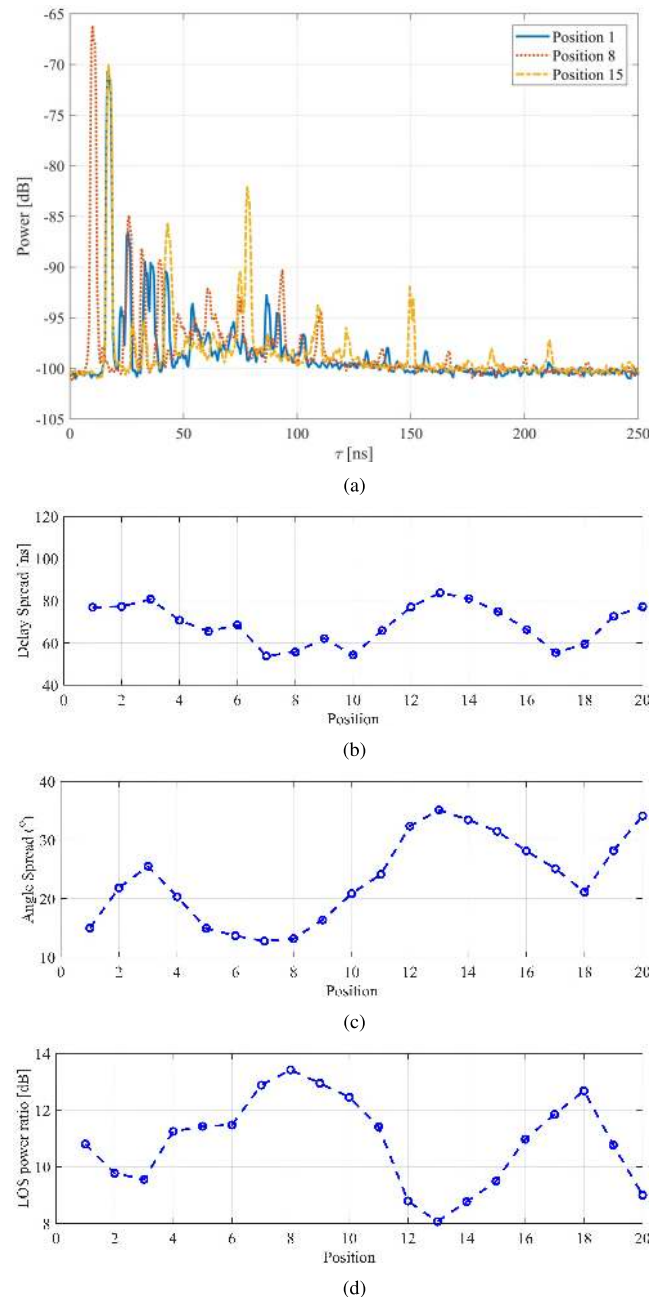 -65
-70
-75
-80
-85
-90
-95
-100
-105
Power [dB]
Position 1
Position 8
Position 15
0 50 100 150 200 250
τ [ns]
(a)
120
100
80
60
40
Delay Spread [ns]
0 2 4 6 8 10 12 14 16 18 20
Position
(b)
40
30
20
10
Angle Spread (°)
0 2 4 6 8 10 12 14 16 18 20
Position
(c)
14
12
10
8
LOS power ratio [dB]
0 2 4 6 8 10 12 14 16 18 20
Position
(d)